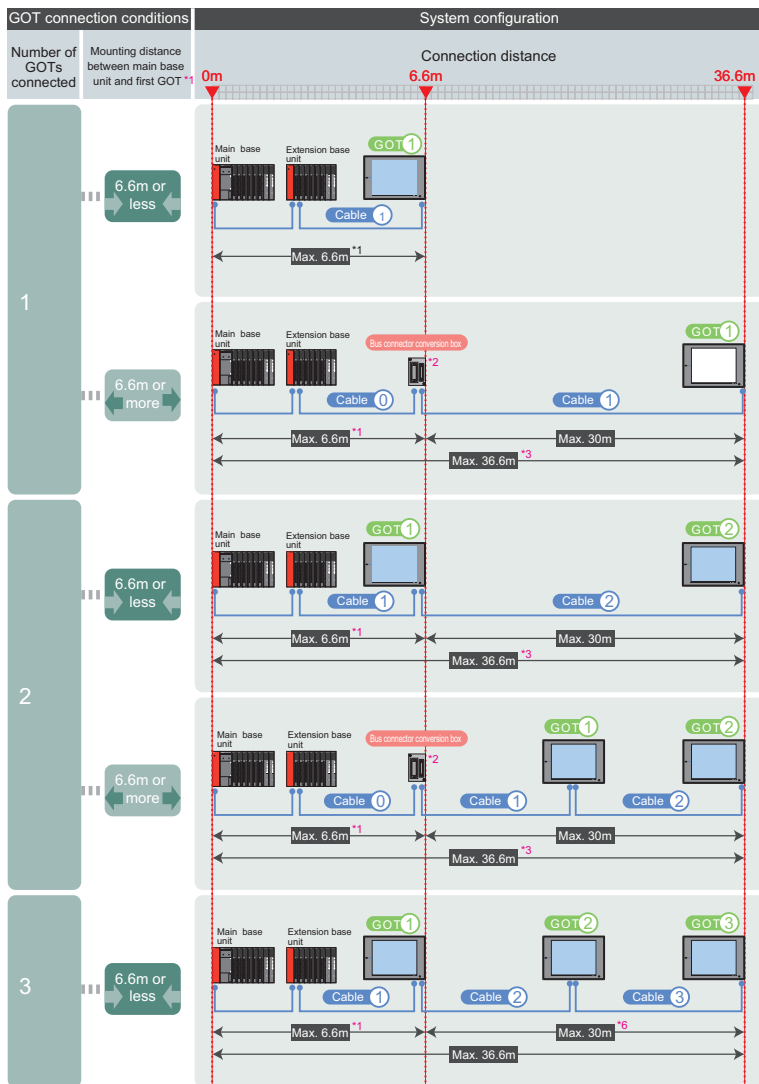 GOT connection conditions
System configuration
Number of
GOTs
connected
Mounting distance
between main base
unit and first GOT *1
Connection distance
0m
6.6m
36.6m
1
6.6m or
less
Main base
unit
Extension base
unit
GOT 1
Cable 1
Max. 6.6m *1
6.6m or
more
Main base
unit
Extension base
unit
Bus connector conversion box
*2
GOT 1
Cable 0
Cable 1
Max. 6.6m *1
Max. 30m
Max. 36.6m *3
2
6.6m or
less
Main base
unit
Extension base
unit
GOT 1
GOT 2
Cable 1
Cable 2
Max. 6.6m *1
Max. 30m
Max. 36.6m *3
6.6m or
more
Main base
unit
Extension base
unit
Bus connector conversion box
*2
GOT 1
GOT 2
Cable 0
Cable 1
Cable 2
Max. 6.6m *1
Max. 30m
Max. 36.6m *3
3
6.6m or
less
Main base
unit
Extension base
unit
GOT 1
GOT 2
GOT 3
Cable 1
Cable 2
Cable 3
Max. 6.6m *1
Max. 30m *6
Max. 36.6m